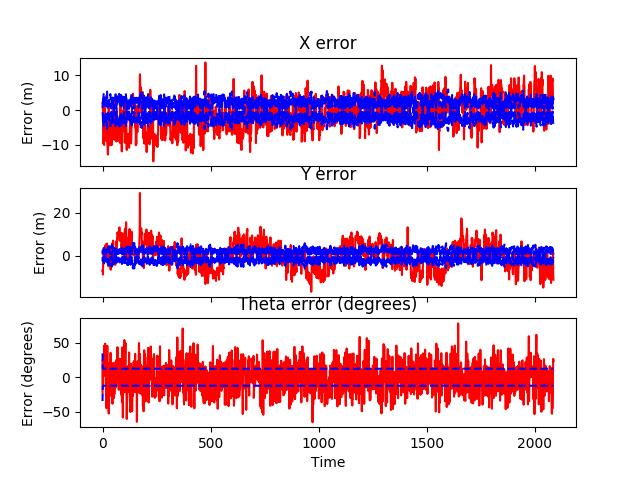 X error
10
0
−10
Error (m)
Y error
20
0
Error (m)
Theta error (degrees)
50
0
−50
Error (degrees)
0
500
1000
1500
2000
Time